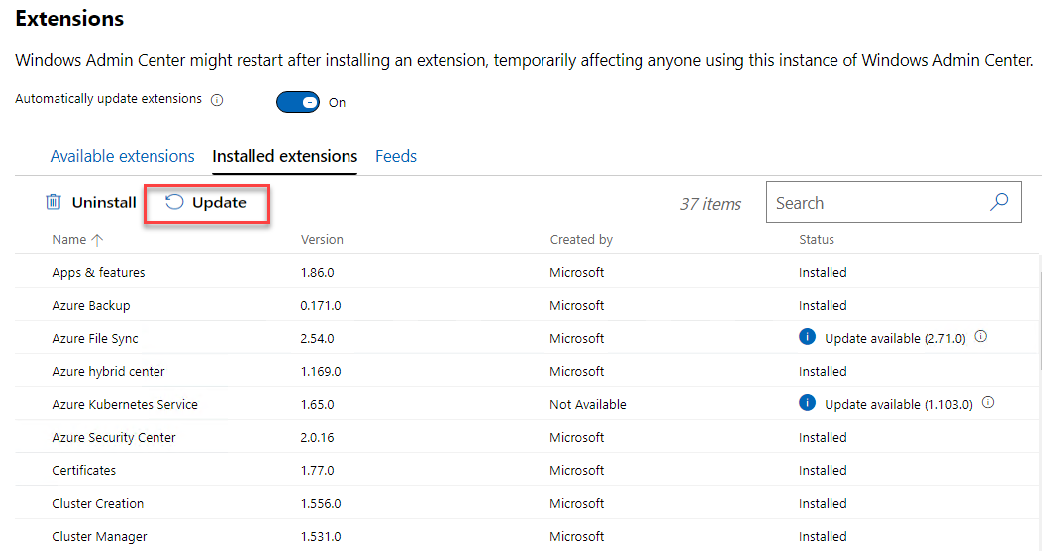 Extensions
Windows Admin Center might restart after installing an extension, temporarily affecting anyone using this instance of Windows Admin Center.
Automatically update extensions On
Available extensions Installed extensions Feeds
Uninstall Update 37 items Search
Name Version Created by Status
Apps & features 1.86.0 Microsoft Installed
Azure Backup 0.171.0 Microsoft Installed
Azure File Sync 2.54.0 Microsoft Update available (2.71.0)
Azure hybrid center 1.169.0 Microsoft Installed
Azure Kubernetes Service 1.65.0 Not Available Update available (1.103.0)
Azure Security Center 2.0.16 Microsoft Installed
Certificates 1.77.0 Microsoft Installed
Cluster Creation 1.556.0 Microsoft Installed
Cluster Manager 1.531.0 Microsoft Installed